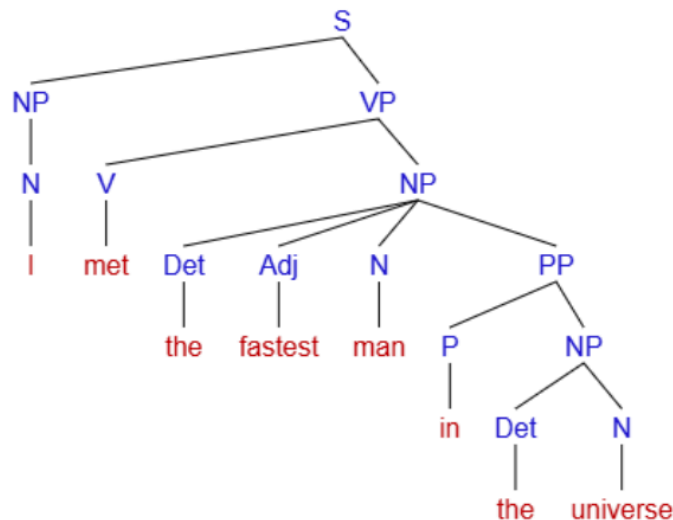 S
NP VP
N V NP
I met Det Adj N PP
the fastest man P NP
in Det N
the universe